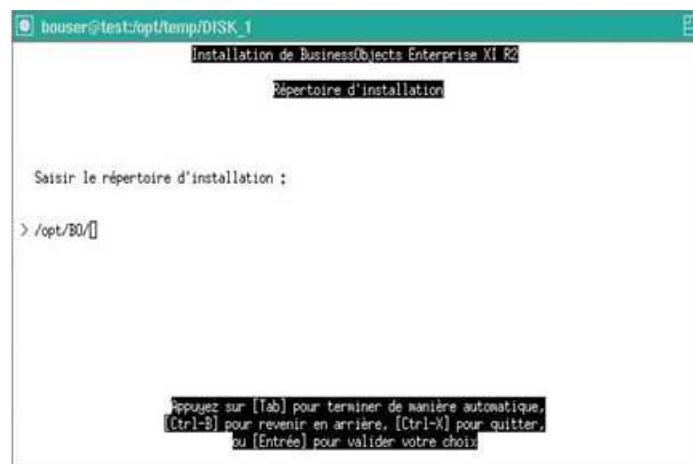 bouser@test:/opt/temp/DISK_1
Installation de BusinessObjects Enterprise XI R2
Répertoire d'installation
Saisir le répertoire d'installation :
> /opt/BO/
Appuyez sur [Tab] pour terminer de manière automatique,
[Ctrl-B] pour revenir en arrière, [Ctrl-X] pour quitter,
ou [Entrée] pour valider votre choix